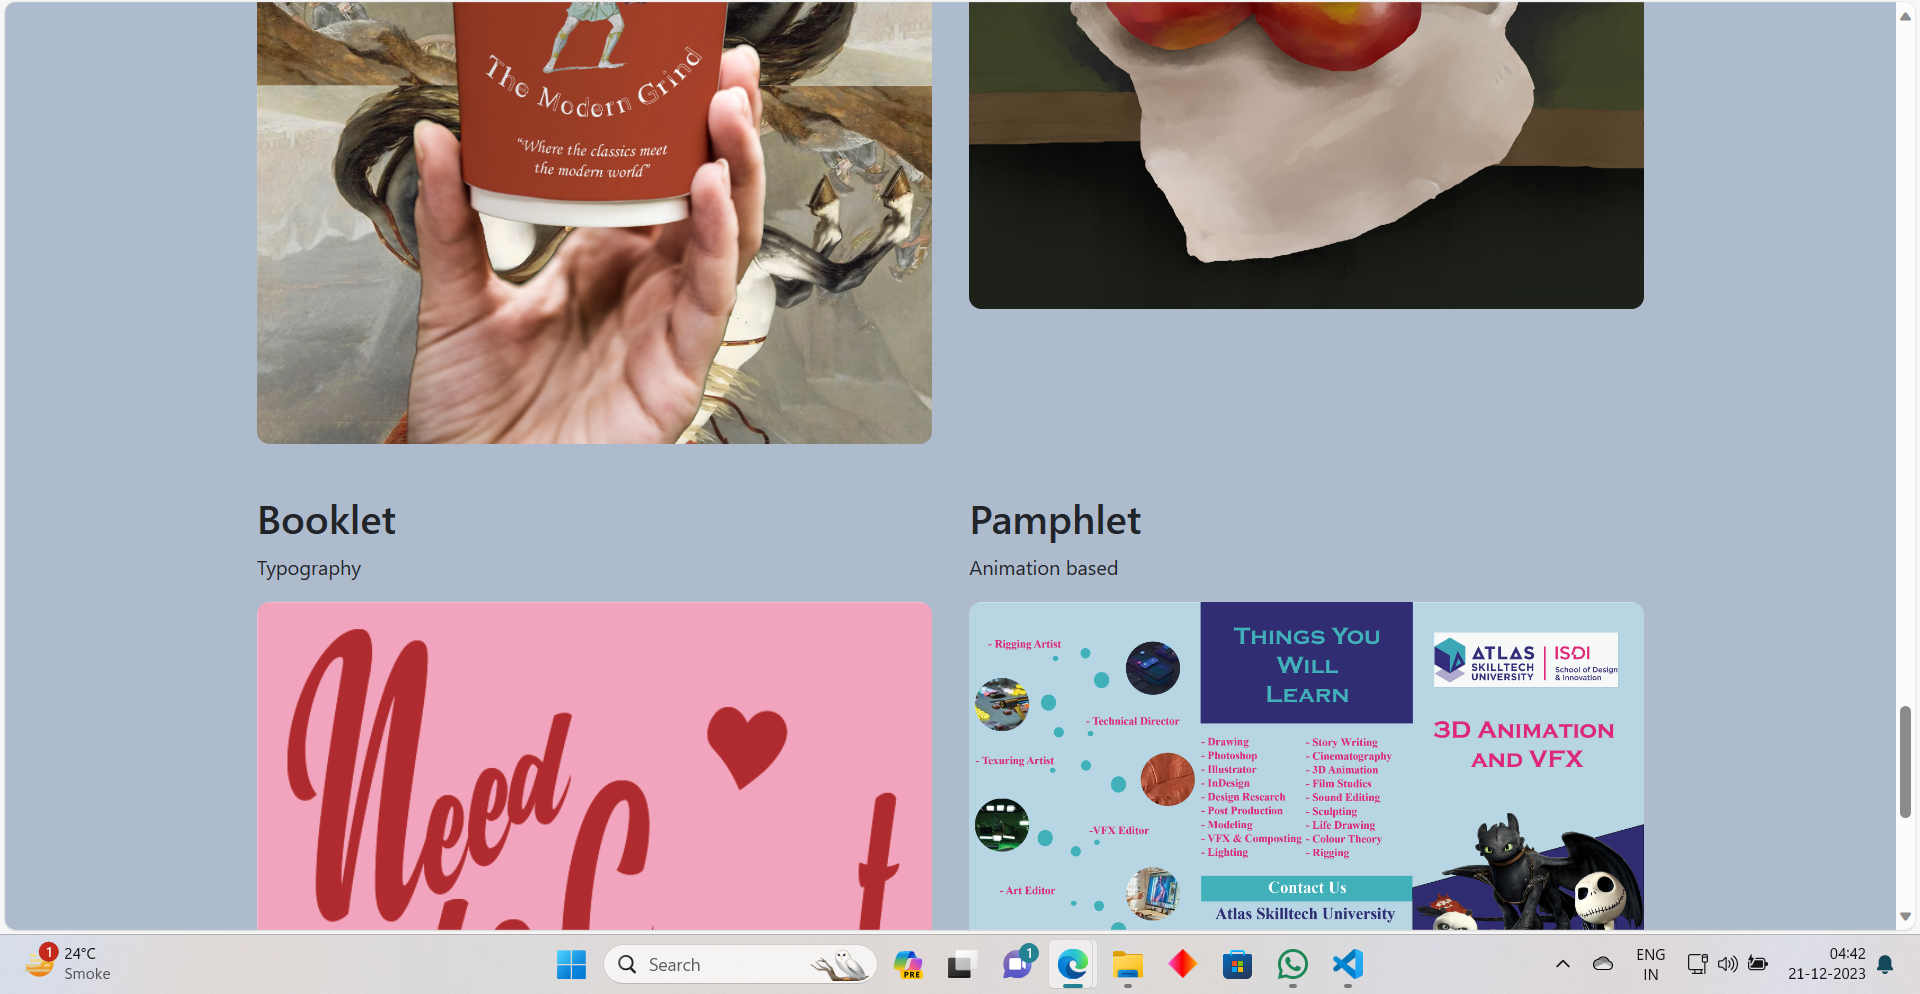 The Modern Grind
"Where the classics meet
the modern world"
Booklet
Typography
Need
to
Pamphlet
Animation based
- Rigging Artist
- Technical Director
- Texuring Artist
-VFX Editor
- Art Editor
THINGS YOU
WILL
LEARN
- Drawing
- Photoshop
- Illustrator
- InDesign
- Design Research
- Post Production
- Modeling
- VFX & Composting
- Lighting
- Story Writing
- Cinematography
- 3D Animation
- Film Studies
- Sound Editing
- Sculpting
- Life Drawing
- Colour Theory
- Rigging
Contact Us
Atlas Skilltech University
ATLAS
SKILLTECH
UNIVERSITY
ISDI
School of Design
& Innovation
3D ANIMATION
AND VFX
1
24°C
Smoke
Search
PRE
1
ENG
IN
04:42
21-12-2023